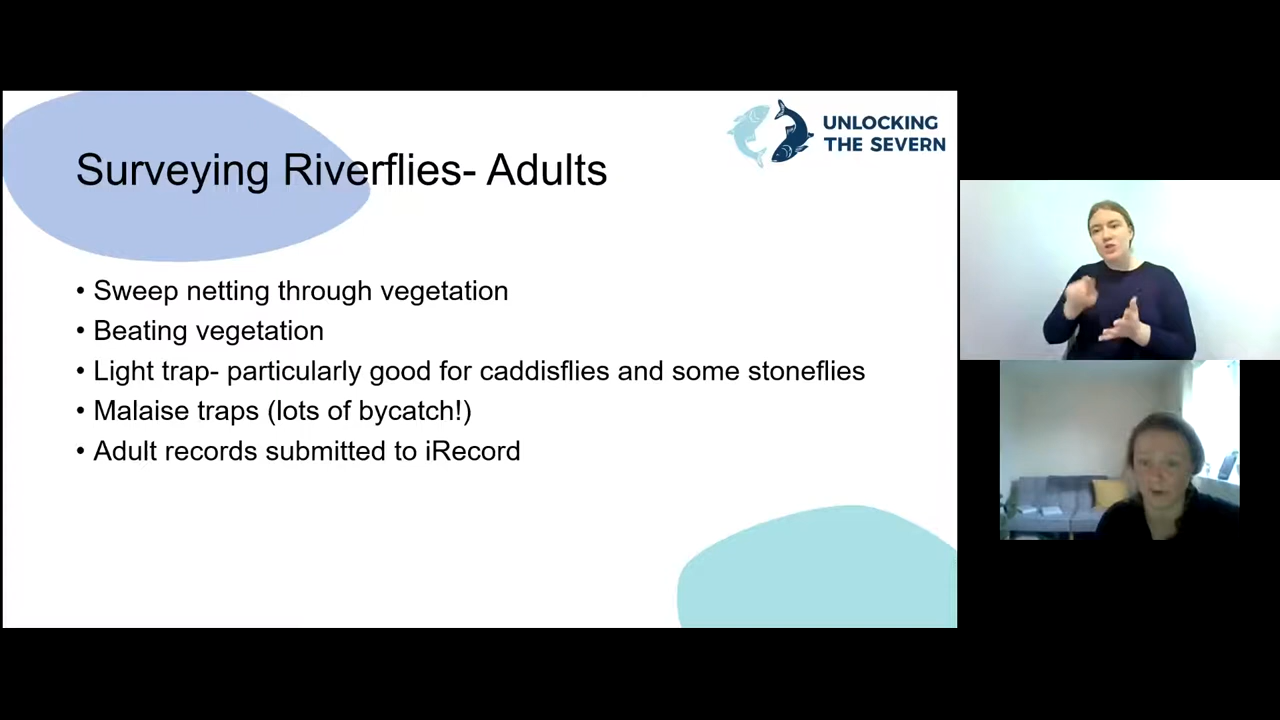 UNLOCKING
THE SEVERN
Surveying Riverflies- Adults
• Sweep netting through vegetation
• Beating vegetation
• Light trap- particularly good for caddisflies and some stoneflies
• Malaise traps (lots of bycatch!)
• Adult records submitted to iRecord